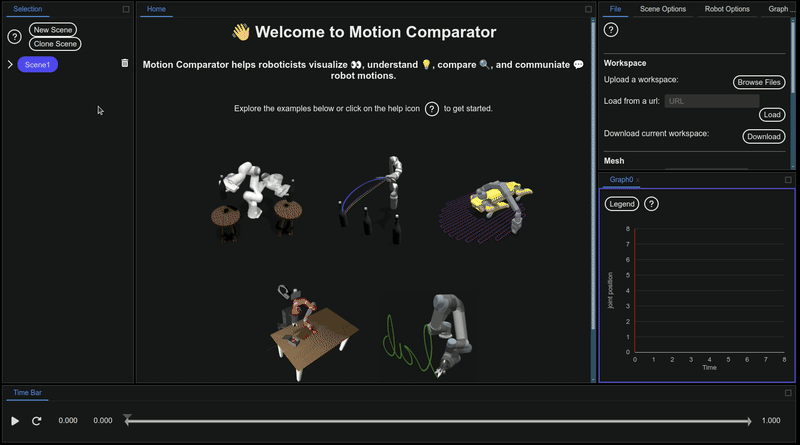 Selection
New Scene
Clone Scene
?
Scene1
Home
👋 Welcome to Motion Comparator
Motion Comparator helps roboticists visualize 👀, understand 💡, compare 🔍, and communiate 💬
robot motions.
Explore the examples below or click on the help icon ? to get started.
File Scene Options Robot Options Graph ...
?
Workspace
Upload a workspace: Browse Files
Load from a url: URL
Load
Download current workspace: Download
Mesh
Graph0 ×
Legend ?
8
7
6
5
4
3
2
1
0
joint position
0 1 2 3 4 5 6 7 8
Time
Time Bar
0.000 0.000 1.000